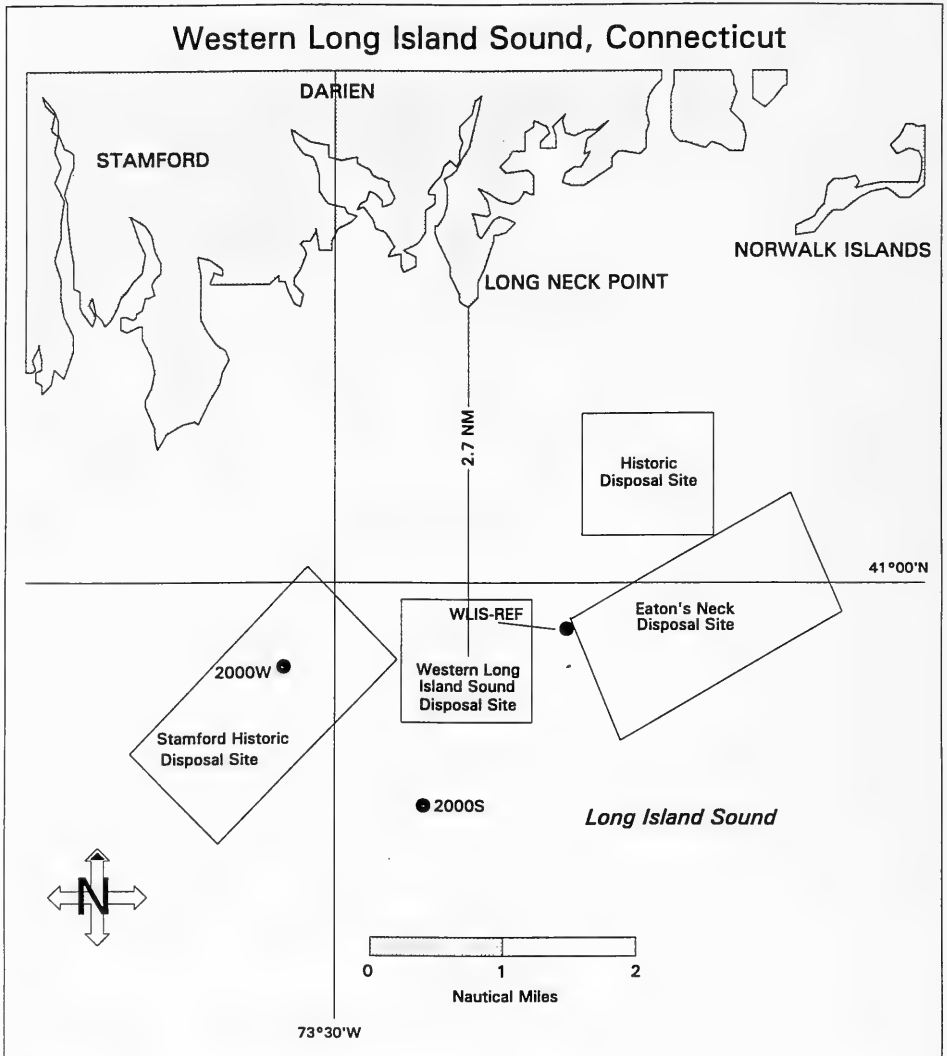 Western Long Island Sound, Connecticut
DARIEN
STAMFORD
NORWALK ISLANDS
LONG NECK POINT
2.7 NM
Historic
Disposal Site
41°00'N
WLIS-REF
Eaton's Neck
Disposal Site
2000W
Western Long
Island Sound
Disposal Site
Stamford Historic
Disposal Site
2000S
Long Island Sound
N
0 1 2
Nautical Miles
73°30'W